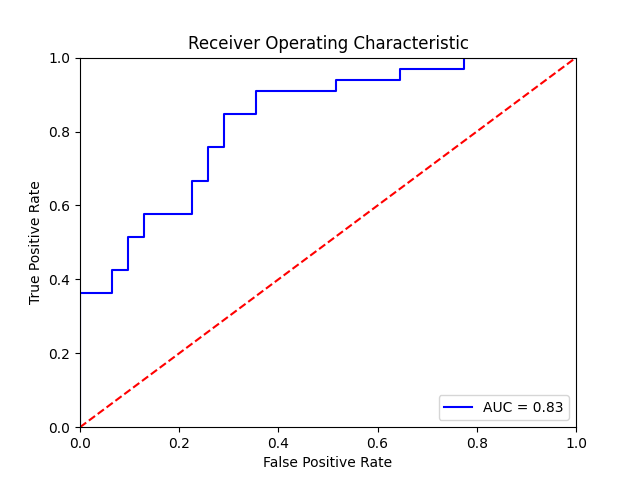 Receiver Operating Characteristic
True Positive Rate
1.0
0.8
0.6
0.4
0.2
0.0
AUC = 0.83
0.0 0.2 0.4 0.6 0.8 1.0
False Positive Rate